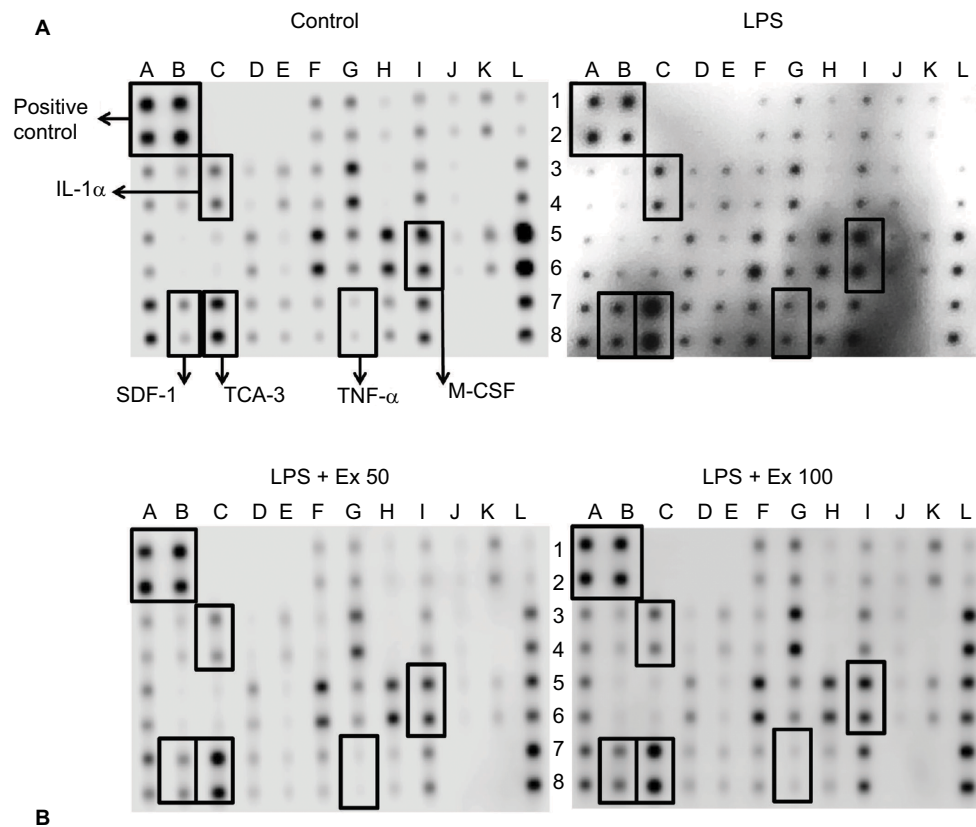 A
Control
LPS
A B C D E F G H I J K L
A B C D E F G H I J K L
Positive
control
IL-1α
1
2
3
4
5
6
7
8
SDF-1
TCA-3
TNF-α
M-CSF
LPS + Ex 50
LPS + Ex 100
A B C D E F G H I J K L
A B C D E F G H I J K L
1
2
3
4
5
6
7
8
B